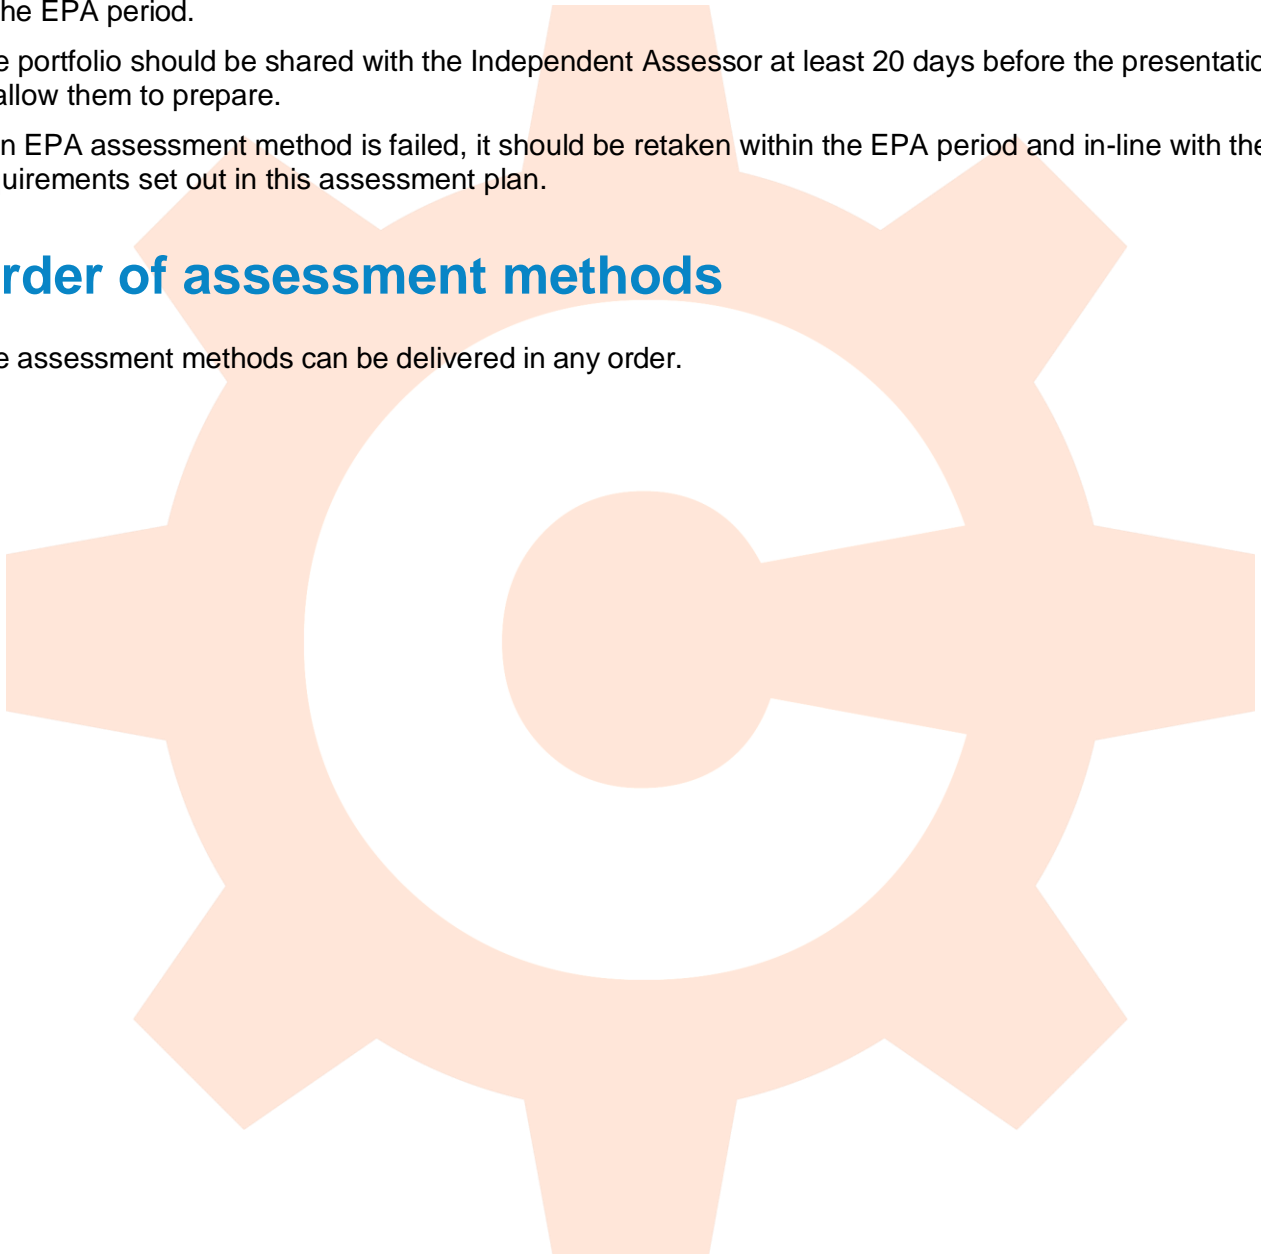 he EPA period.
e portfolio should be shared with the Independent Assessor at least 20 days before the presentatio
allow them to prepare.
n EPA assessment method is failed, it should be retaken within the EPA period and in-line with the
uirements set out in this assessment plan.
rder of assessment methods
e assessment methods can be delivered in any order.